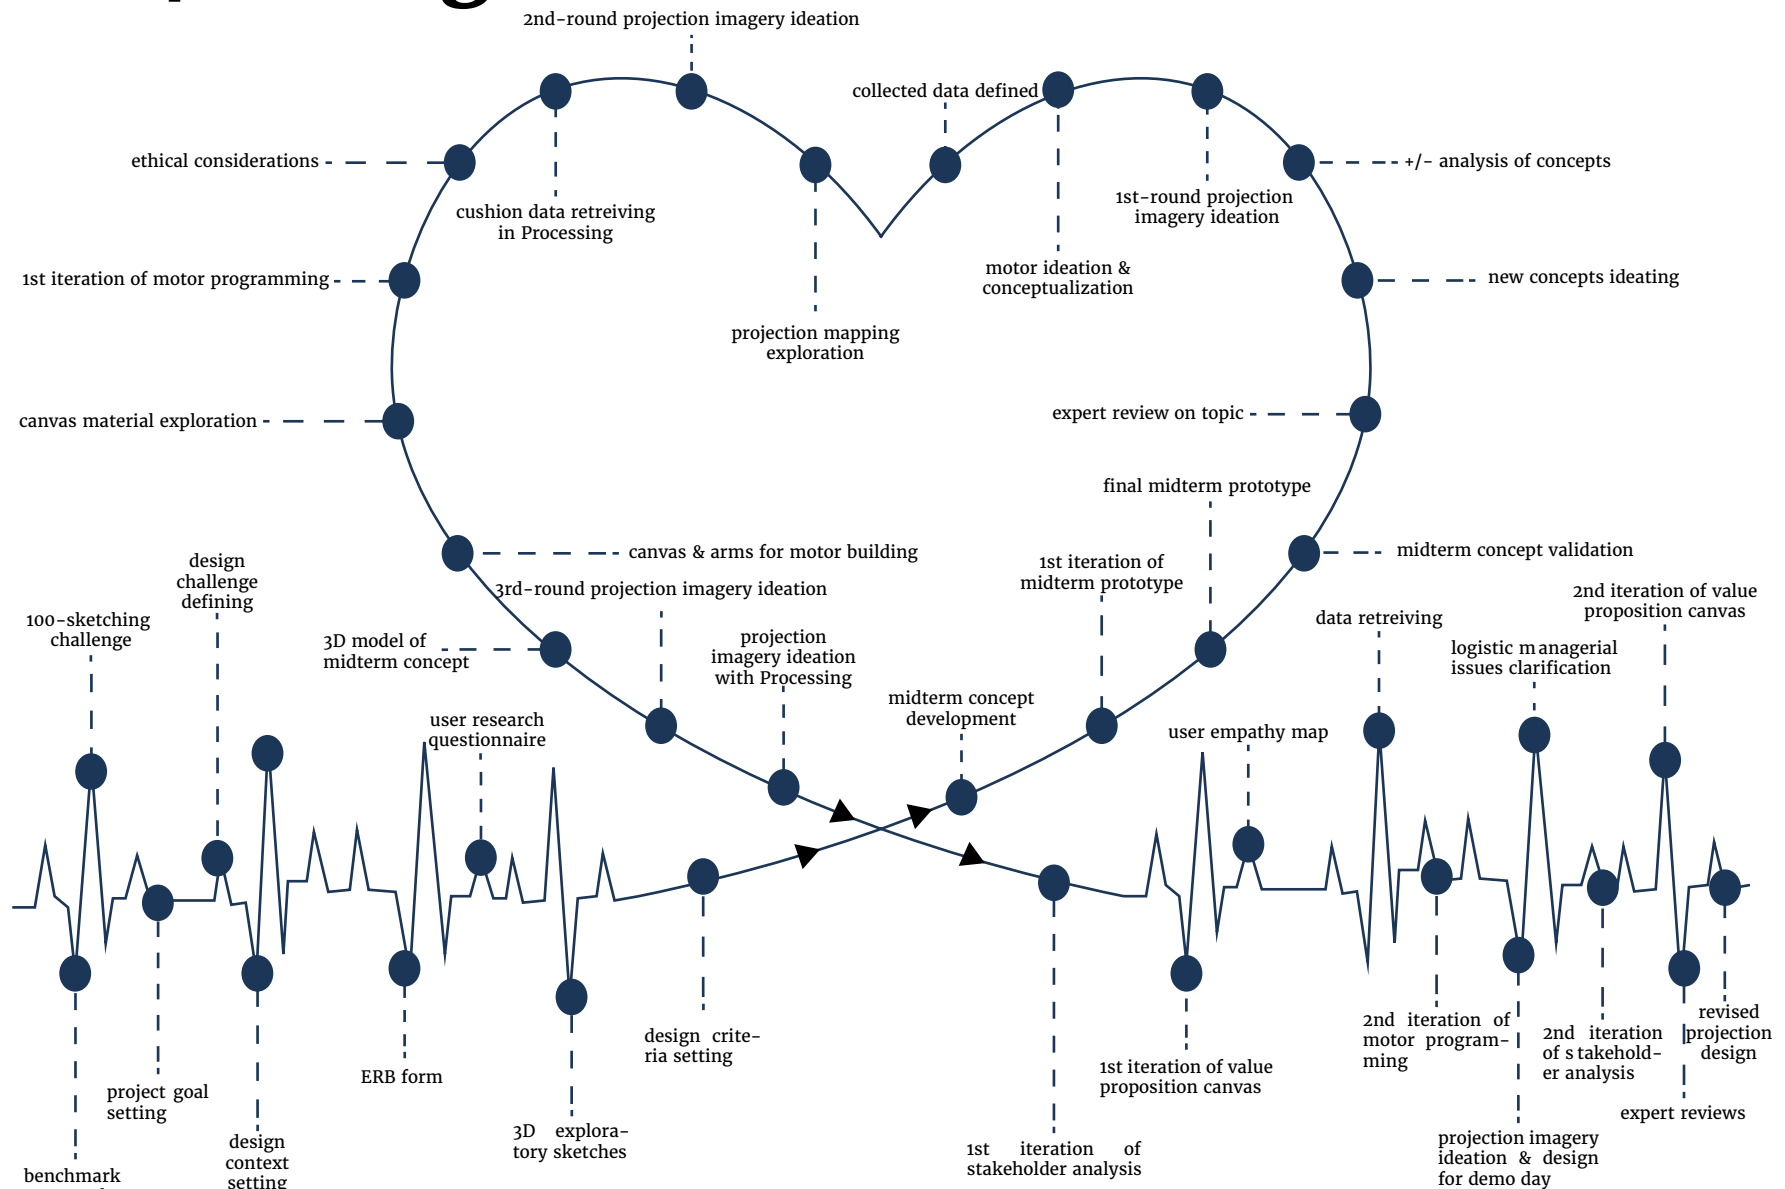 2nd-round projection imagery ideation
collected data defined
ethical considerations
+/- analysis of concepts
cushion data retreiving
in Processing
1st-round projection
imagery ideation
1st iteration of motor programming
motor ideation &
conceptualization
new concepts ideating
projection mapping
exploration
canvas material exploration
expert review on topic
final midterm prototype
canvas & arms for motor building
midterm concept validation
design
challenge
defining
1st iteration of
midterm prototype
3rd-round projection imagery ideation
2nd iteration of value
proposition canvas
100-sketching
challenge
data retreiving
3D model of
midterm concept
projection
imagery ideation
with Processing
logistic managerial
issues clarification
midterm concept
development
user research
questionnaire
user empathy map
design crite-
ria setting
ERB form
project goal
setting
1st iteration of value
proposition canvas
2nd iteration of
motor program-
ming
2nd iteration
of stakehold-
er analysis
revised
projection
design
expert reviews
3D explora-
tory sketches
design
context
setting
1st iteration of
stakeholder analysis
projection imagery
ideation & design
for demo day
benchmark